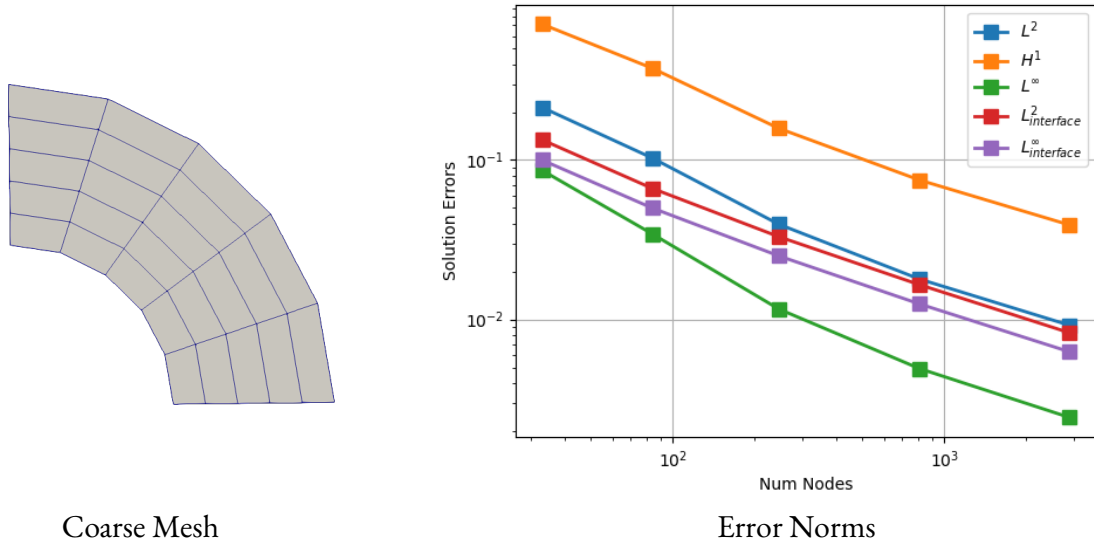 10⁻¹
10⁻²
Solution Errors
10²
10³
Num Nodes
L²
H¹
L∞
L²interface
L∞interface
Coarse Mesh
Error Norms